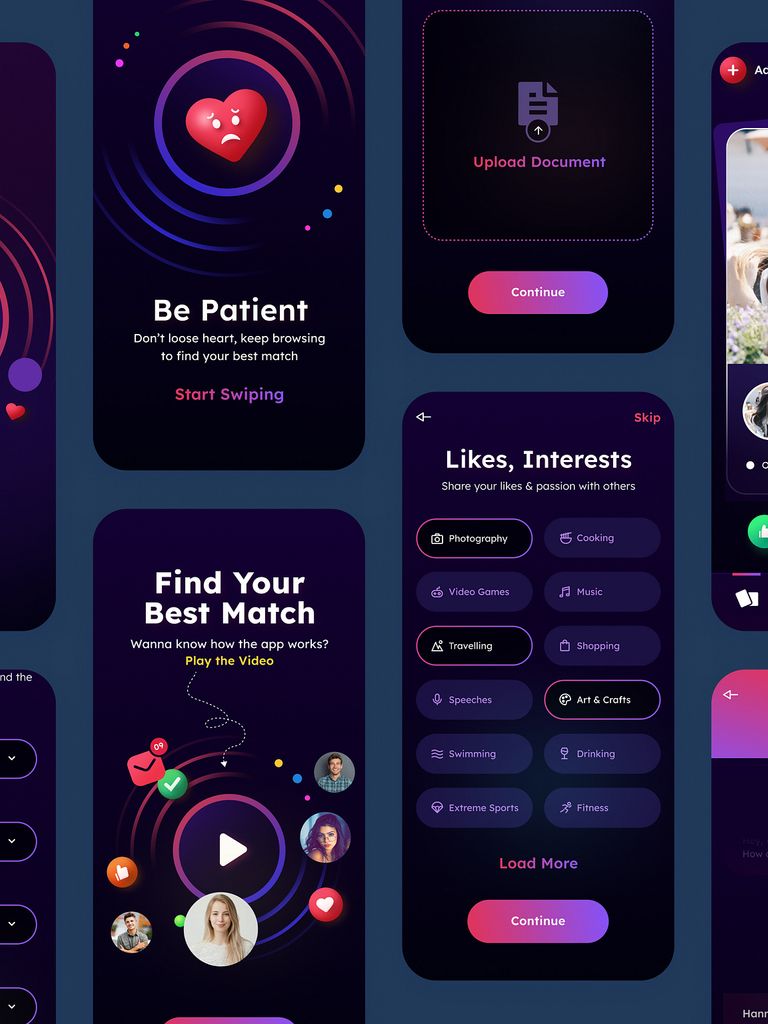 Be Patient
Don't loose heart, keep browsing
to find your best match
Start Swiping
Find Your
Best Match
Wanna know how the app works?
Play the Video
09
Upload Document
Continue
Skip
Likes, Interests
Share your likes & passion with others
Photography
Cooking
Video Games
Music
Travelling
Shopping
Speeches
Art & Crafts
Swimming
Drinking
Extreme Sports
Fitness
Load More
Continue
nd the
How
Hann